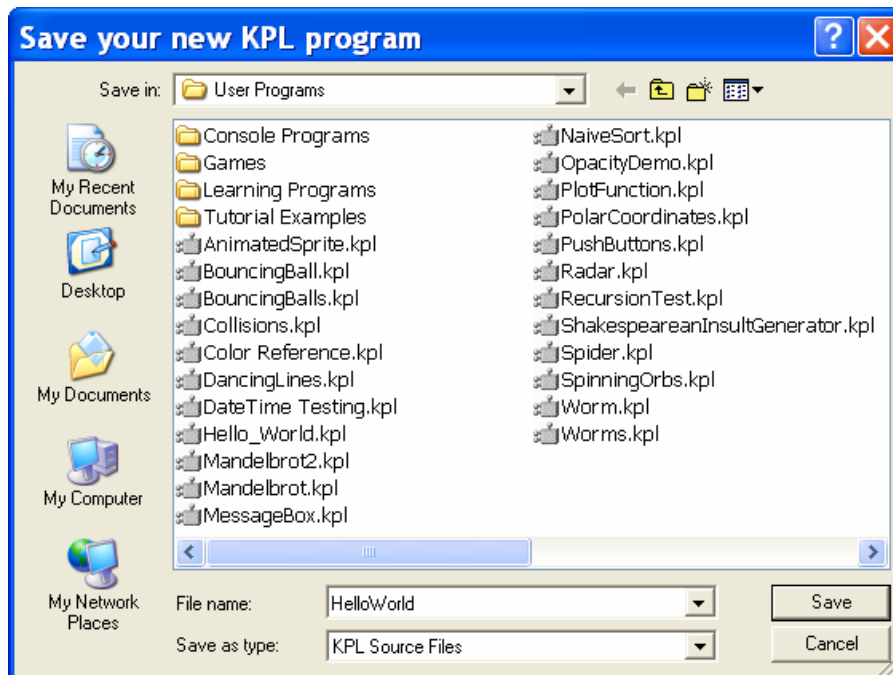 Save your new KPL program
Save in:
User Programs
My Recent
Documents
Desktop
My Documents
My Computer
My Network
Places
Console Programs
Games
Learning Programs
Tutorial Examples
AnimatedSprite.kpl
BouncingBall.kpl
BouncingBalls.kpl
Collisions.kpl
Color Reference.kpl
DancingLines.kpl
DateTime Testing.kpl
Hello_World.kpl
Mandelbrot2.kpl
Mandelbrot.kpl
MessageBox.kpl
NaiveSort.kpl
OpacityDemo.kpl
PlotFunction.kpl
PolarCoordinates.kpl
PushButtons.kpl
Radar.kpl
RecursionTest.kpl
ShakespeareanInsultGenerator.kpl
Spider.kpl
SpinningOrbs.kpl
Worm.kpl
Worms.kpl
File name:
HelloWorld
Save
Save as type:
KPL Source Files
Cancel